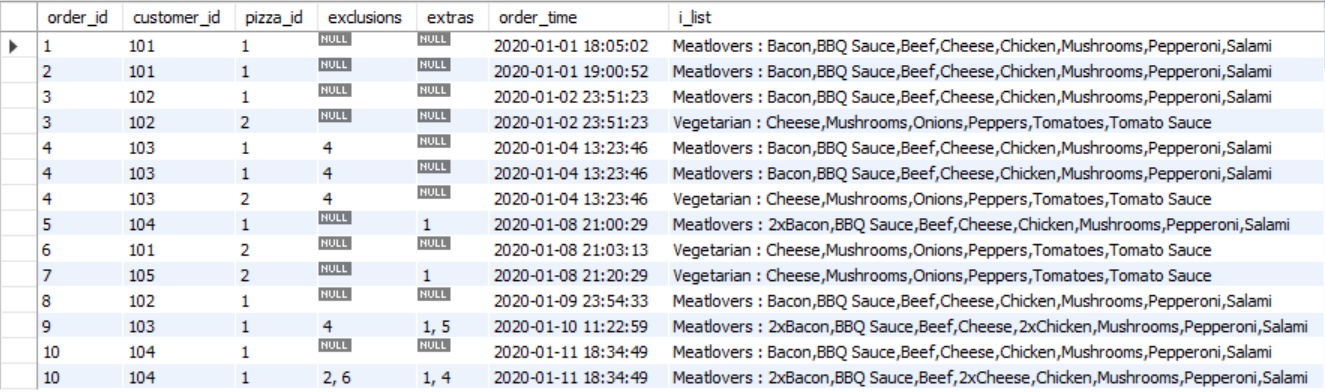 order_id customer_id pizza_id exclusions extras order_time i_list
1 101 1 NULL NULL 2020-01-01 18:05:02 Meatlovers : Bacon,BBQ Sauce,Beef,Cheese,Chicken,Mushrooms,Pepperoni,Salami
2 101 1 NULL NULL 2020-01-01 19:00:52 Meatlovers : Bacon,BBQ Sauce,Beef,Cheese,Chicken,Mushrooms,Pepperoni,Salami
3 102 1 NULL NULL 2020-01-02 23:51:23 Meatlovers : Bacon,BBQ Sauce,Beef,Cheese,Chicken,Mushrooms,Pepperoni,Salami
3 102 2 NULL NULL 2020-01-02 23:51:23 Vegetarian : Cheese,Mushrooms,Onions,Peppers,Tomatoes,Tomato Sauce
4 103 1 4 NULL 2020-01-04 13:23:46 Meatlovers : Bacon,BBQ Sauce,Beef,Cheese,Chicken,Mushrooms,Pepperoni,Salami
4 103 1 4 NULL 2020-01-04 13:23:46 Meatlovers : Bacon,BBQ Sauce,Beef,Cheese,Chicken,Mushrooms,Pepperoni,Salami
4 103 2 4 NULL 2020-01-04 13:23:46 Vegetarian : Cheese,Mushrooms,Onions,Peppers,Tomatoes,Tomato Sauce
5 104 1 NULL 1 2020-01-08 21:00:29 Meatlovers : 2xBacon,BBQ Sauce,Beef,Cheese,Chicken,Mushrooms,Pepperoni,Salami
6 101 2 NULL NULL 2020-01-08 21:03:13 Vegetarian : Cheese,Mushrooms,Onions,Peppers,Tomatoes,Tomato Sauce
7 105 2 NULL 1 2020-01-08 21:20:29 Vegetarian : Cheese,Mushrooms,Onions,Peppers,Tomatoes,Tomato Sauce
8 102 1 NULL NULL 2020-01-09 23:54:33 Meatlovers : Bacon,BBQ Sauce,Beef,Cheese,Chicken,Mushrooms,Pepperoni,Salami
9 103 1 4 1, 5 2020-01-10 11:22:59 Meatlovers : 2xBacon,BBQ Sauce,Beef,Cheese,2xChicken,Mushrooms,Pepperoni,Salami
10 104 1 NULL NULL 2020-01-11 18:34:49 Meatlovers : Bacon,BBQ Sauce,Beef,Cheese,Chicken,Mushrooms,Pepperoni,Salami
10 104 1 2, 6 1, 4 2020-01-11 18:34:49 Meatlovers : 2xBacon,BBQ Sauce,Beef,2xCheese,Chicken,Mushrooms,Pepperoni,Salami